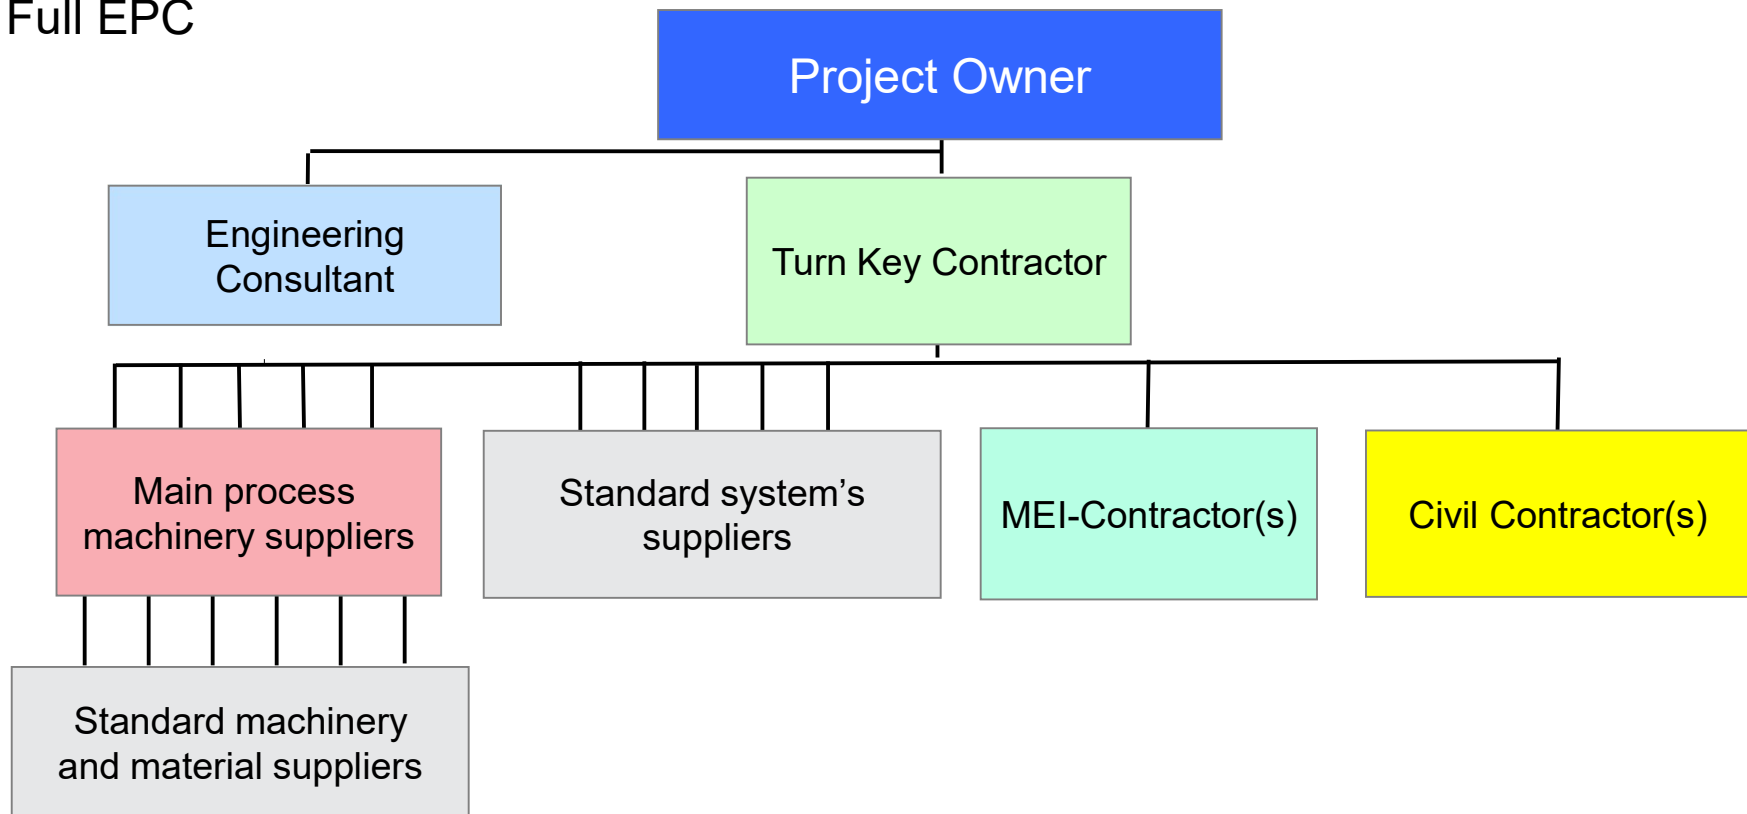 Full EPC
Project Owner
Engineering
Consultant
Turn Key Contractor
Main process
machinery suppliers
Standard system’s
suppliers
MEI-Contractor(s)
Civil Contractor(s)
Standard machinery
and material suppliers